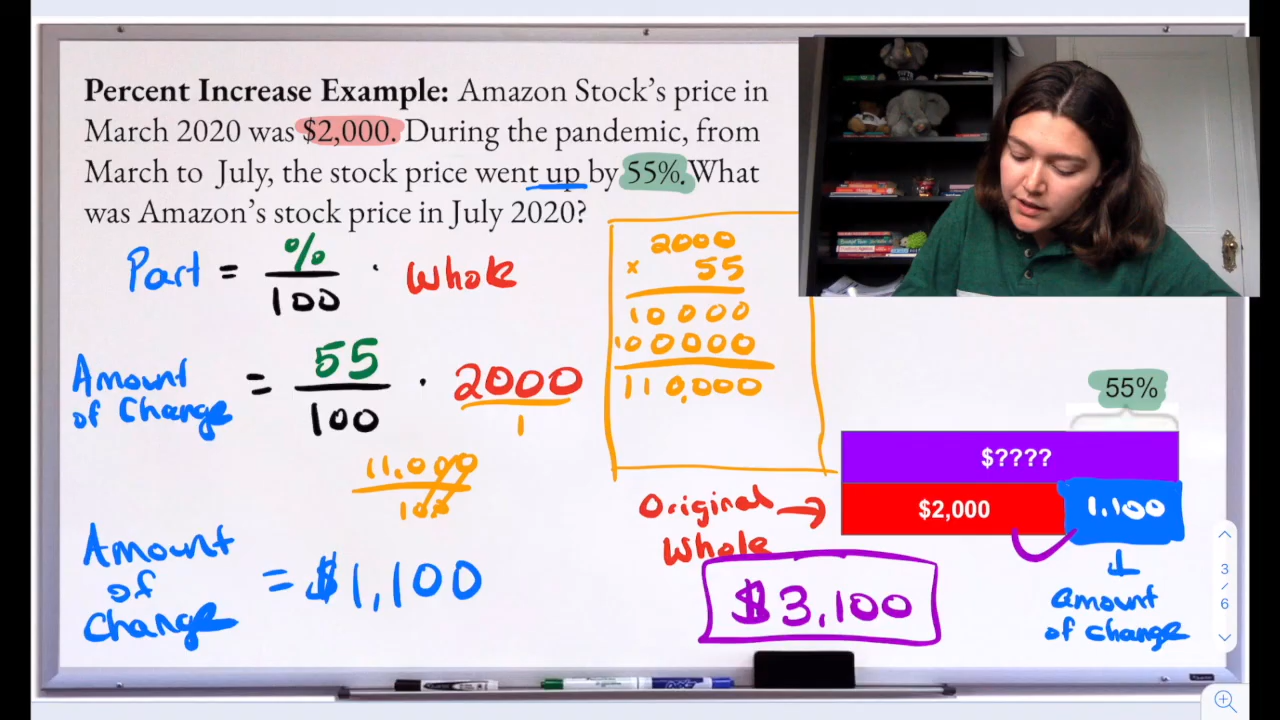 Percent Increase Example: Amazon Stock's price in
March 2020 was $2,000. During the pandemic, from
March to July, the stock price went up by 55%. What
was Amazon's stock price in July 2020?
Part = % / 100 · Whole
Amount of Change = 55 / 100 · 2000 / 1
11,000 / 100
Amount
of
Change
= $1,100
2000
x 55
10000
100000
110,000
55%
$????
Original
Whole
→
$2,000
1,100
$3,100
amount
of change
3
/
6